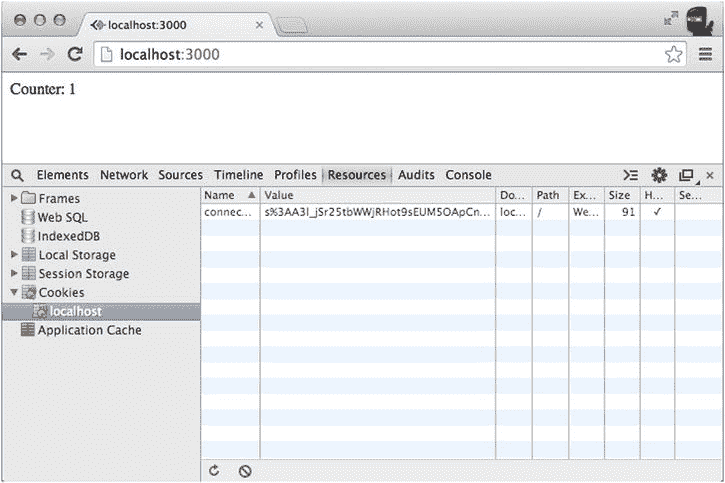 localhost:3000
localhost:3000
Counter: 1
Elements Network Sources Timeline Profiles Resources Audits Console
Name Value Do... Path Ex... Size H... Se...
Frames
connec... s%3AA3l_jSr25tbWWjRHot9sEUM5OApCn... loc... / We... 91 ✓
Web SQL
IndexedDB
Local Storage
Session Storage
Cookies
localhost
Application Cache